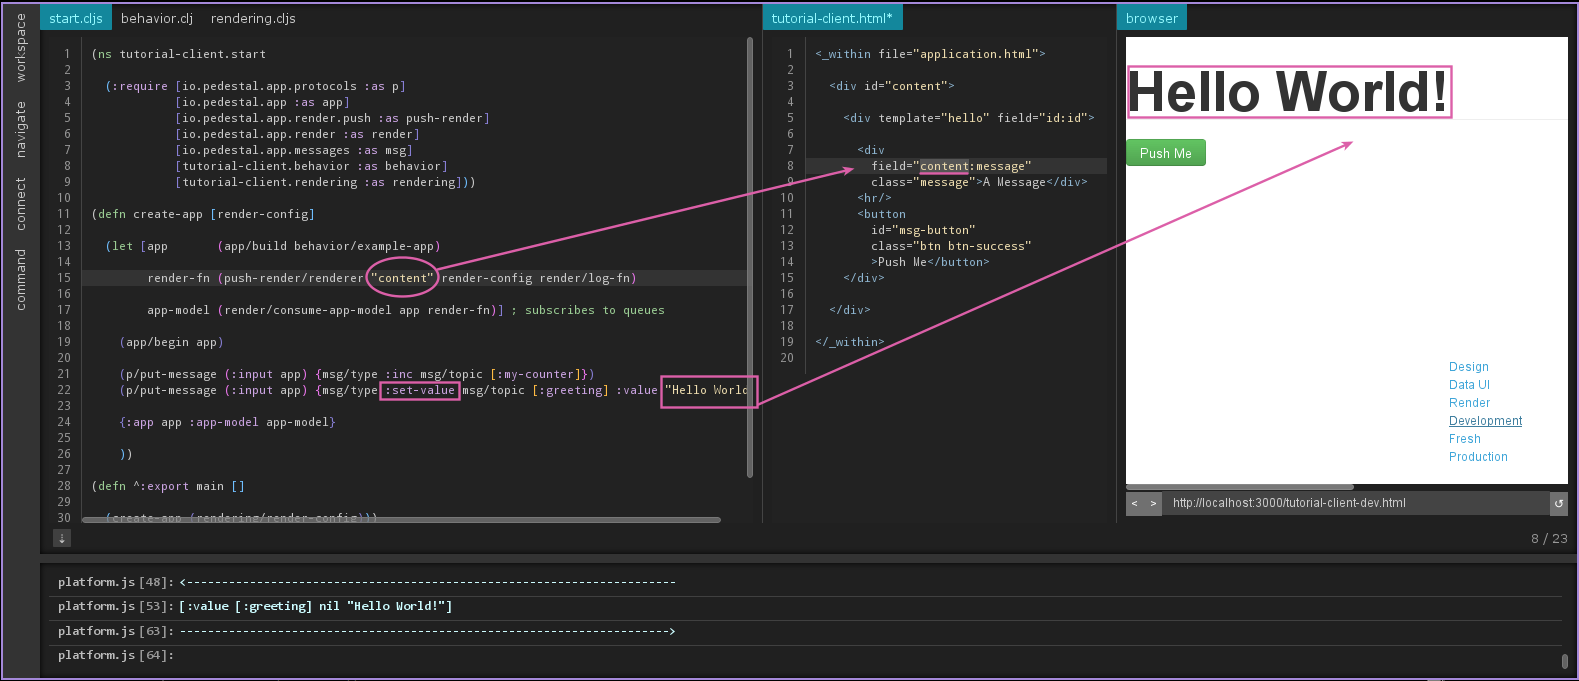 workspace
navigate
connect
command
start.cljs behavior.clj rendering.cljs
1 (ns tutorial-client.start
2
3 (:require [io.pedestal.app.protocols :as p]
4 [io.pedestal.app :as app]
5 [io.pedestal.app.render.push :as push-render]
6 [io.pedestal.app.render :as render]
7 [io.pedestal.app.messages :as msg]
8 [tutorial-client.behavior :as behavior]
9 [tutorial-client.rendering :as rendering]))
10
11 (defn create-app [render-config]
12
13 (let [app (app/build behavior/example-app)
14
15 render-fn (push-render/renderer "content" render-config render/log-fn)
16
17 app-model (render/consume-app-model app render-fn)] ; subscribes to queues
18
19 (app/begin app)
20
21 (p/put-message (:input app) {msg/type :inc msg/topic [:my-counter]})
22 (p/put-message (:input app) {msg/type :set-value msg/topic [:greeting] :value "Hello World
23
24 {:app app :app-model app-model}
25
26 ))
27
28 (defn ^:export main []
29
30 (create-app (rendering/render-config)))
tutorial-client.html*
1 <_within file="application.html">
2
3 <div id="content">
4
5 <div template="hello" field="id:id">
6
7 <div
8 field="content:message"
9 class="message">A Message</div>
10 <hr/>
11 <button
12 id="msg-button"
13 class="btn btn-success"
14 >Push Me</button>
15 </div>
16
17 </div>
18
19 </_within>
20
browser
Hello World!
Push Me
Design
Data UI
Render
Development
Fresh
Production
< > http://localhost:3000/tutorial-client-dev.html ↺
↓
8 / 23
platform.js[48]: <----------------------------------------------------------------------
platform.js[53]: [:value [:greeting] nil "Hello World!"]
platform.js[63]: ---------------------------------------------------------------------->
platform.js[64]: